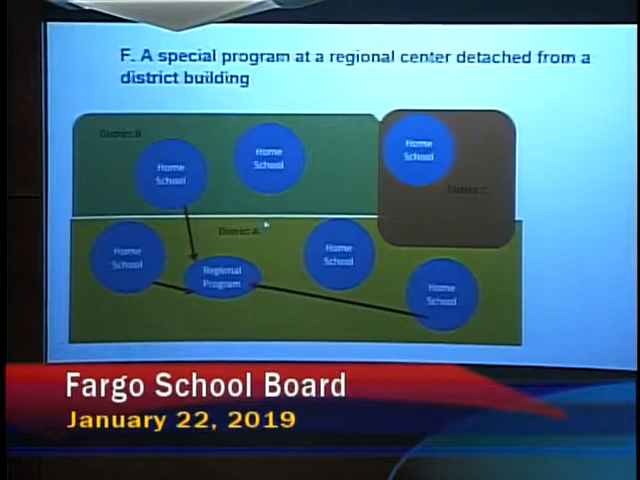 F. A special program at a regional center detached from a
district building
District B
Home
School
Home
School
Home
School
District C
District A
Home
School
Home
School
Regional
Program
Home
School
Fargo School Board
January 22, 2019